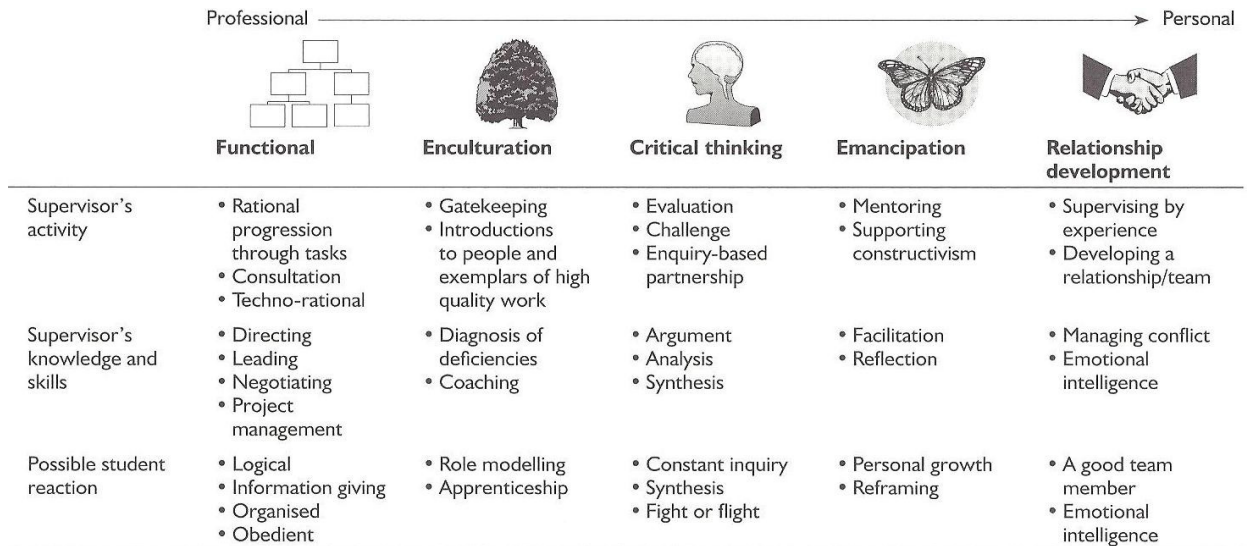 Professional
Personal
Functional
Enculturation
Critical thinking
Emancipation
Relationship
development
Supervisor's
activity
• Rational
progression
through tasks
• Consultation
• Techno-rational
• Gatekeeping
• Introductions
to people and
exemplars of high
quality work
• Evaluation
• Challenge
• Enquiry-based
partnership
• Mentoring
• Supporting
constructivism
• Supervising by
experience
• Developing a
relationship/team
Supervisor's
knowledge and
skills
• Directing
• Leading
• Negotiating
• Project
management
• Diagnosis of
deficiencies
• Coaching
• Argument
• Analysis
• Synthesis
• Facilitation
• Reflection
• Managing conflict
• Emotional
intelligence
Possible student
reaction
• Logical
• Information giving
• Organised
• Obedient
• Role modelling
• Apprenticeship
• Constant inquiry
• Synthesis
• Fight or flight
• Personal growth
• Reframing
• A good team
member
• Emotional
intelligence